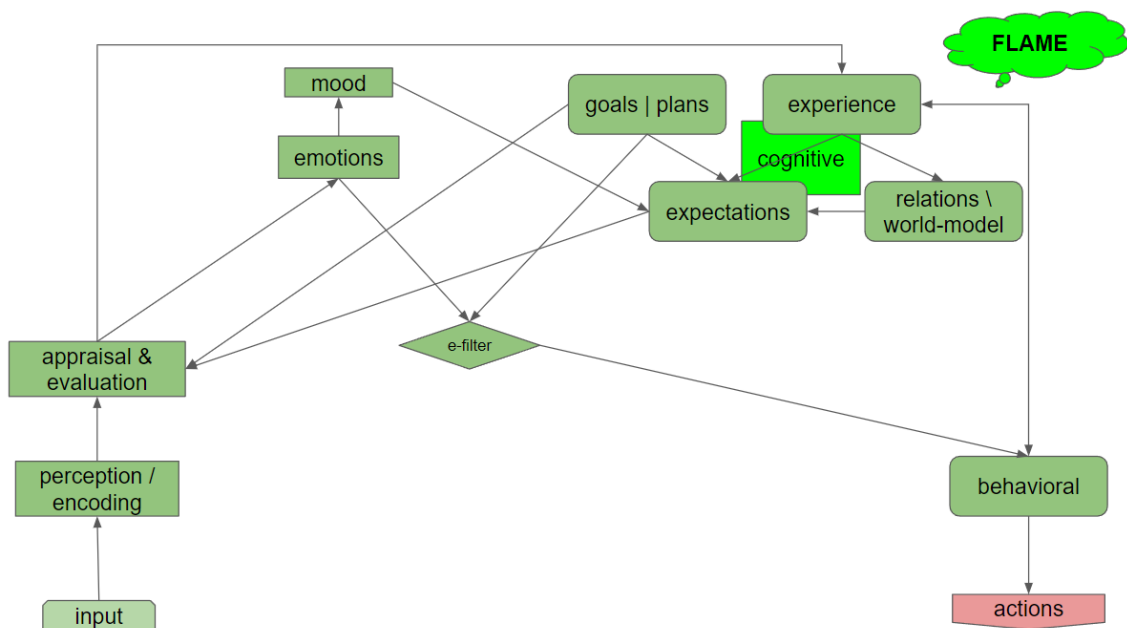 FLAME
mood
goals | plans
experience
emotions
cognitive
expectations
relations \
world-model
e-filter
appraisal &
evaluation
perception /
encoding
behavioral
input
actions